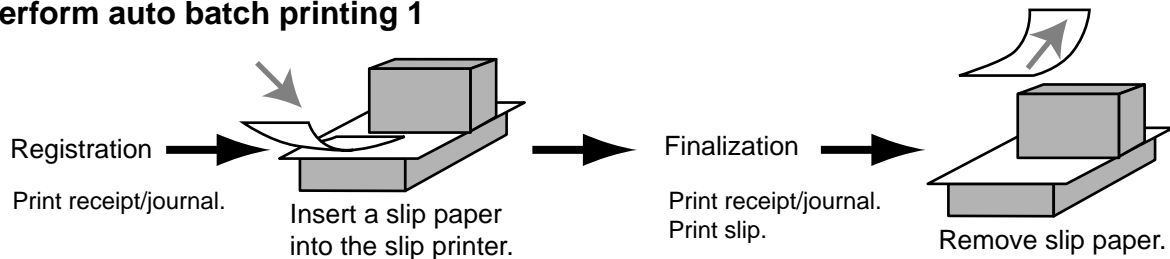 erform auto batch printing 1
Registration
Print receipt/journal.
Insert a slip paper
into the slip printer.
Finalization
Print receipt/journal.
Print slip.
Remove slip paper.